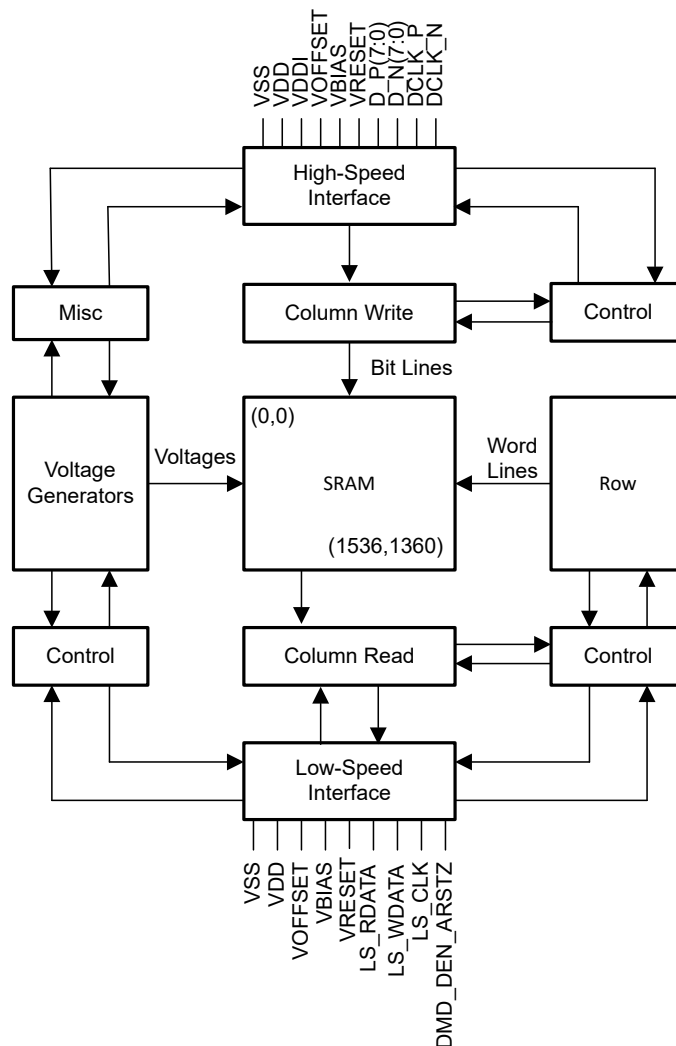 VSS
VDD
VDDI
VOFFSET
VBIAS
VRESET
D_P(7:0)
D_N(7:0)
DCLK_P
DCLK_N
High-Speed
Interface
Misc
Column Write
Control
Bit Lines
(0,0)
Voltage
Generators
Voltages
SRAM
Word
Lines
Row
(1536,1360)
Control
Column Read
Control
Low-Speed
Interface
VSS
VDD
VOFFSET
VBIAS
VRESET
LS_RDATA
LS_WDATA
LS_CLK
DMD_DEN_ARSTZ